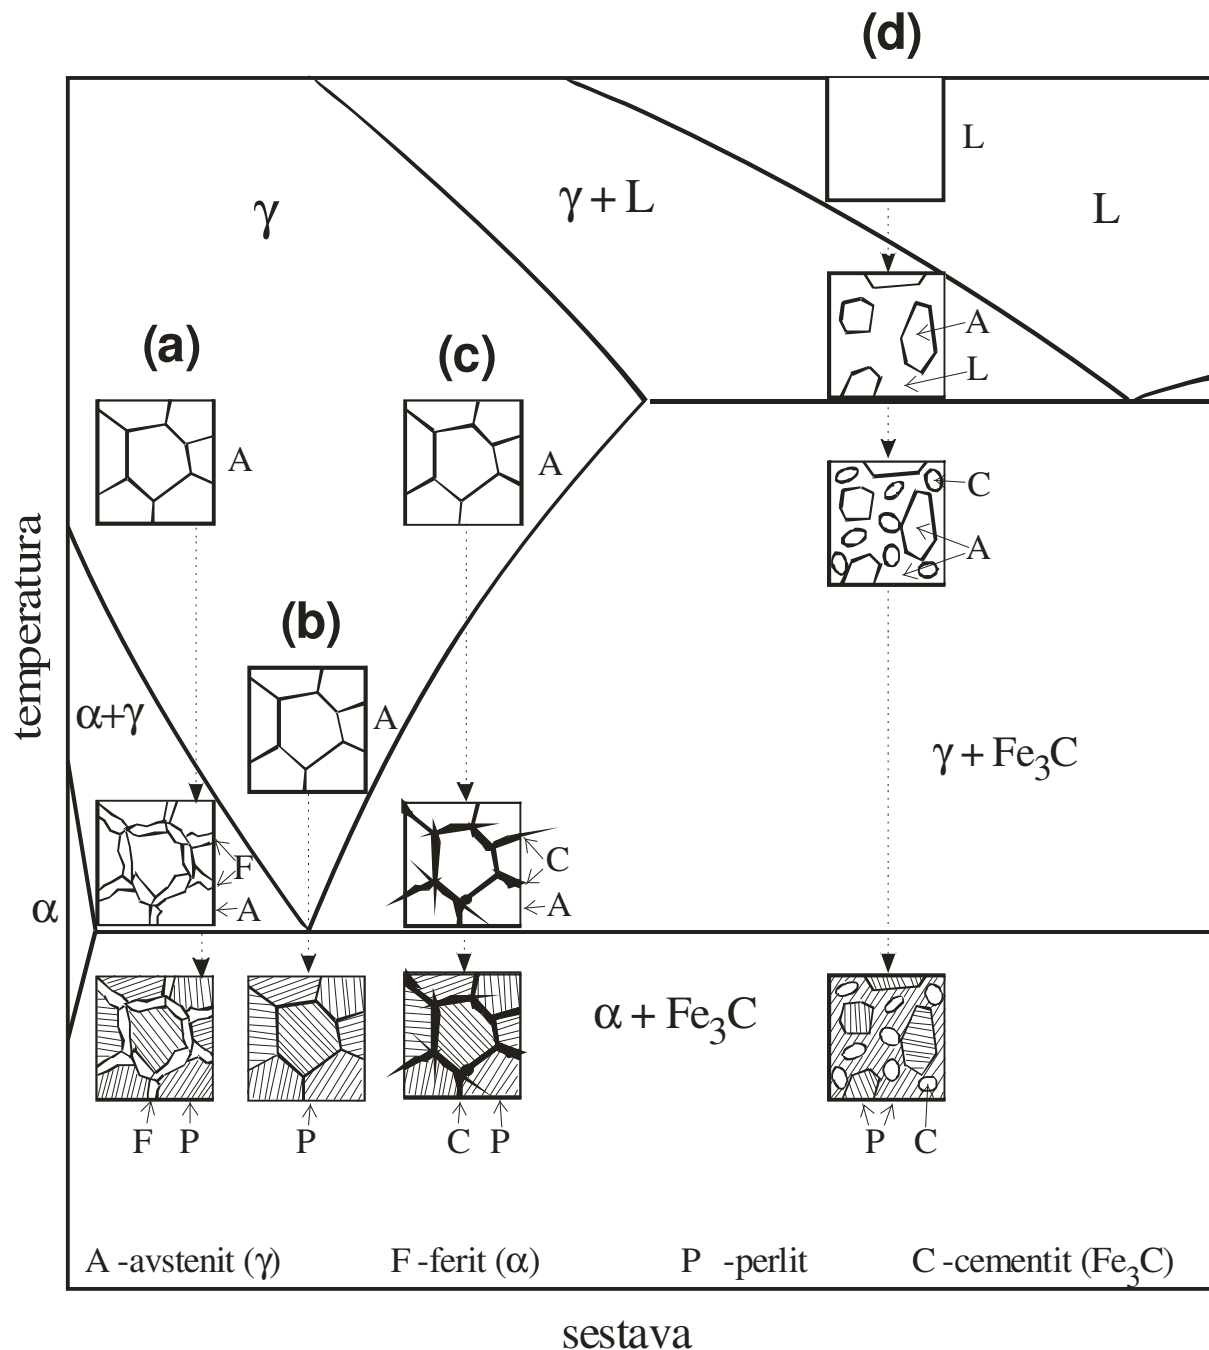 (d)
L
γ + L
L
γ
A
L
(a)
(c)
A
A
C
A
temperatura
(b)
α+γ
A
γ + Fe₃C
F
A
C
A
α
α + Fe₃C
F
P
P
C
P
P
C
A -avstenit (γ)
F -ferit (α)
P -perlit
C -cementit (Fe₃C)
sestava